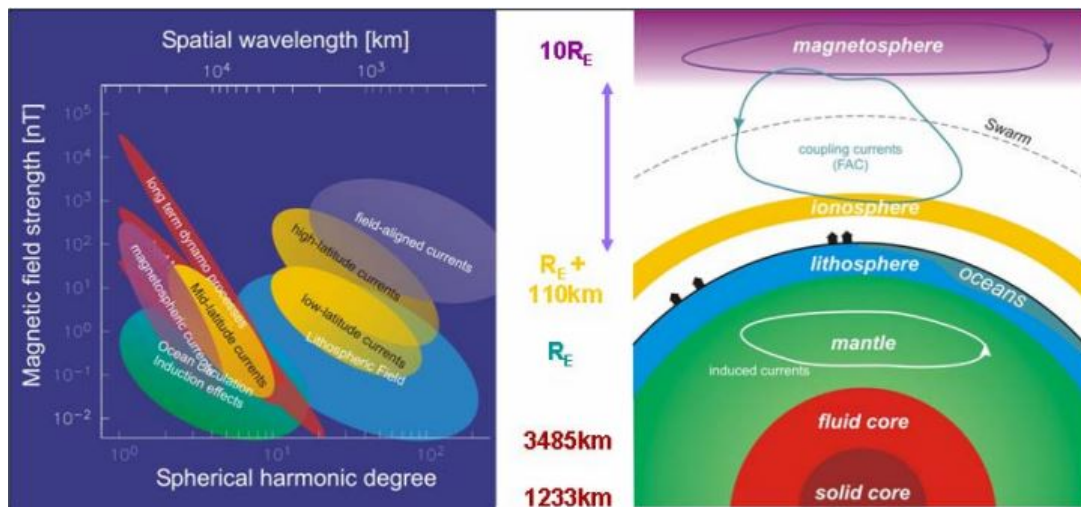 Spatial wavelength [km]
10⁴ 10³
Magnetic field strength [nT]
10⁵
10⁴
10³
10²
10¹
10⁰
10⁻¹
10⁻²
long term dynamo processes
magnetospheric currents
Mid-latitude currents
Ocean circulation
Induction effects
field-aligned currents
high-latitude currents
low-latitude currents
Lithospheric Field
10⁰ 10¹ 10²
Spherical harmonic degree
10R_E
R_E +
110km
R_E
3485km
1233km
magnetosphere
Swarm
coupling currents
(FAC)
ionosphere
lithosphere
oceans
mantle
induced currents
fluid core
solid core